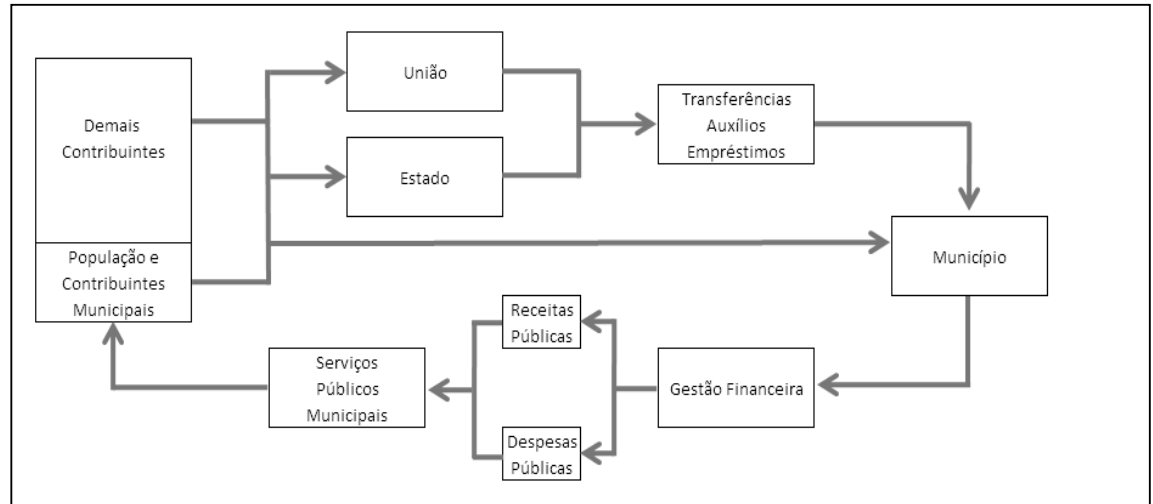 Demais
Contribuintes
População e
Contribuintes
Municipais
União
Estado
Transferências
Auxílios
Empréstimos
Município
Gestão Financeira
Receitas
Públicas
Despesas
Públicas
Serviços
Públicos
Municipais